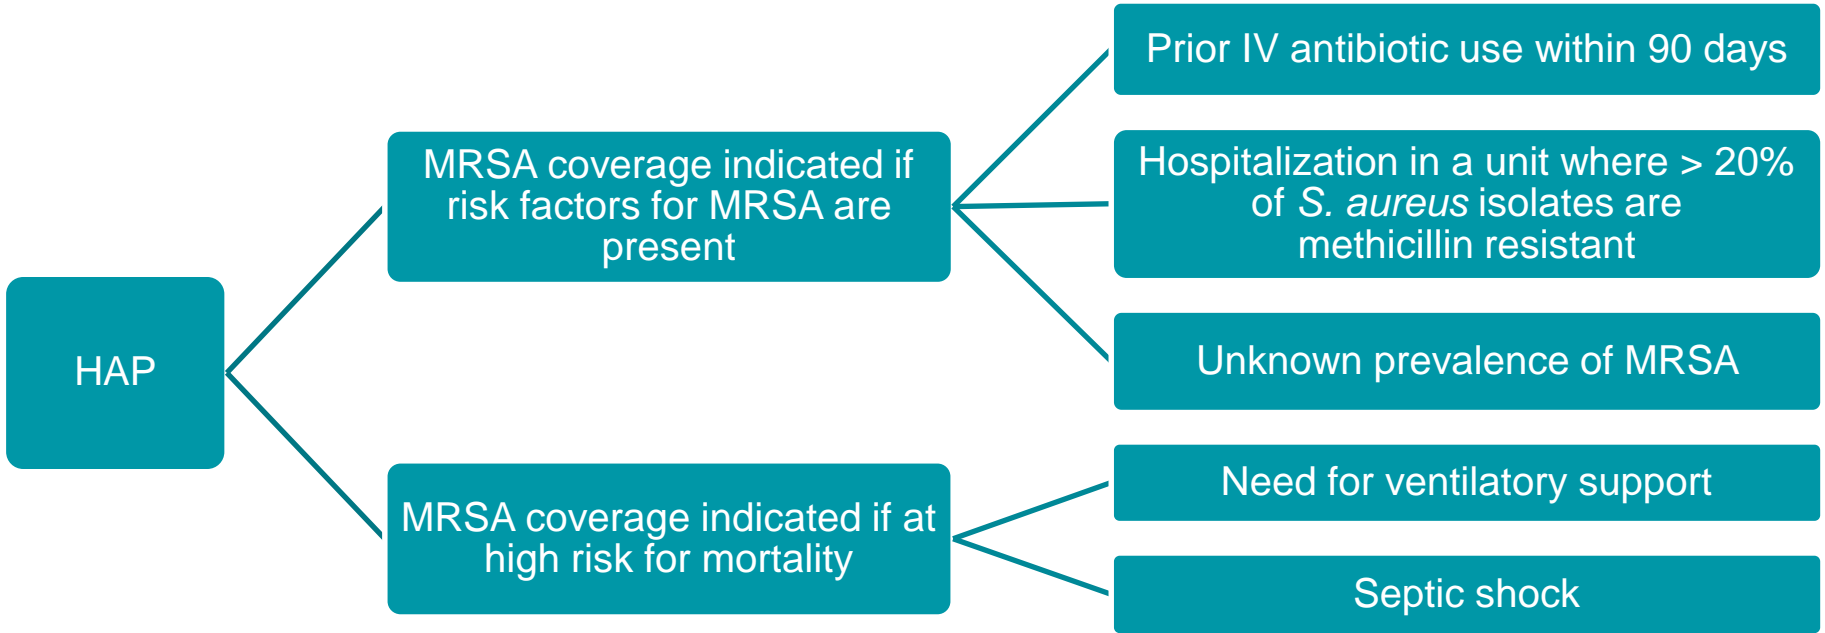 HAP
MRSA coverage indicated if
risk factors for MRSA are
present
Prior IV antibiotic use within 90 days
Hospitalization in a unit where > 20%
of S. aureus isolates are
methicillin resistant
Unknown prevalence of MRSA
MRSA coverage indicated if at
high risk for mortality
Need for ventilatory support
Septic shock